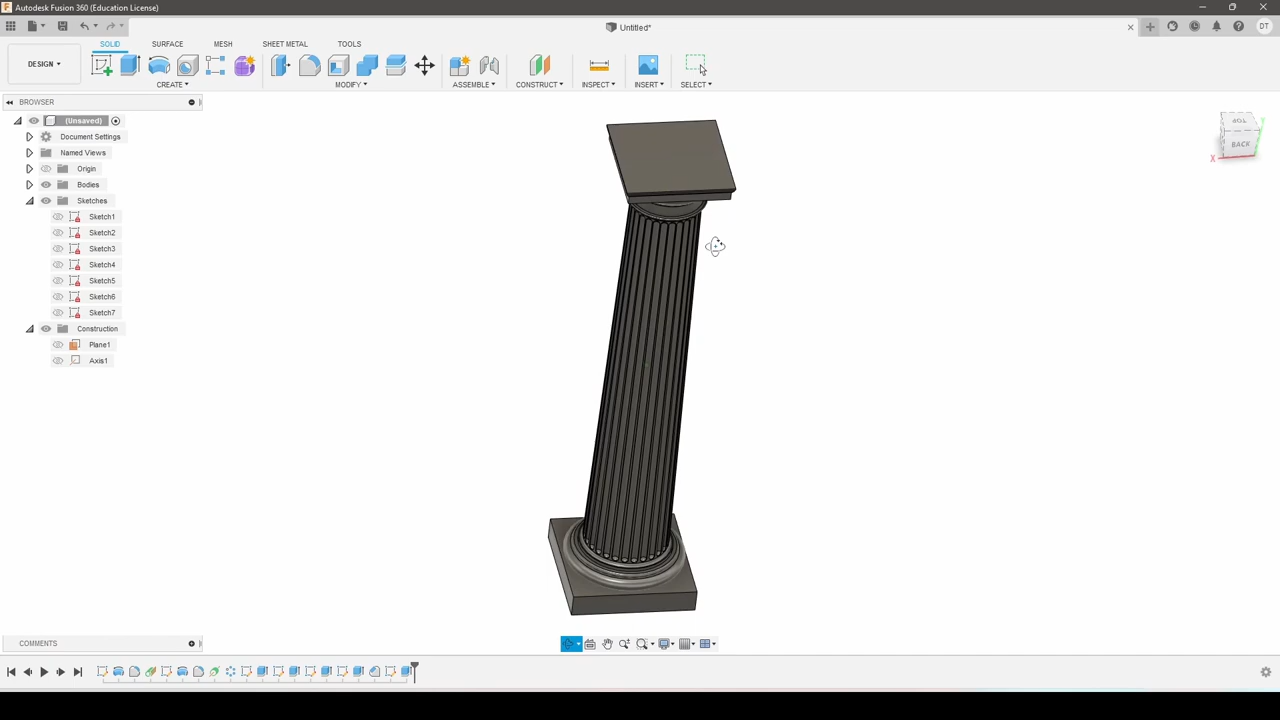 Autodesk Fusion 360 (Education License)
Untitled*
DT
SOLID SURFACE MESH SHEET METAL TOOLS
DESIGN
CREATE MODIFY ASSEMBLE CONSTRUCT INSPECT INSERT SELECT
BROWSER
(Unsaved)
Document Settings
Named Views
Origin
Bodies
Sketches
Sketch1
Sketch2
Sketch3
Sketch4
Sketch5
Sketch6
Sketch7
Construction
Plane1
Axis1
TOP
BACK
X
Y
COMMENTS